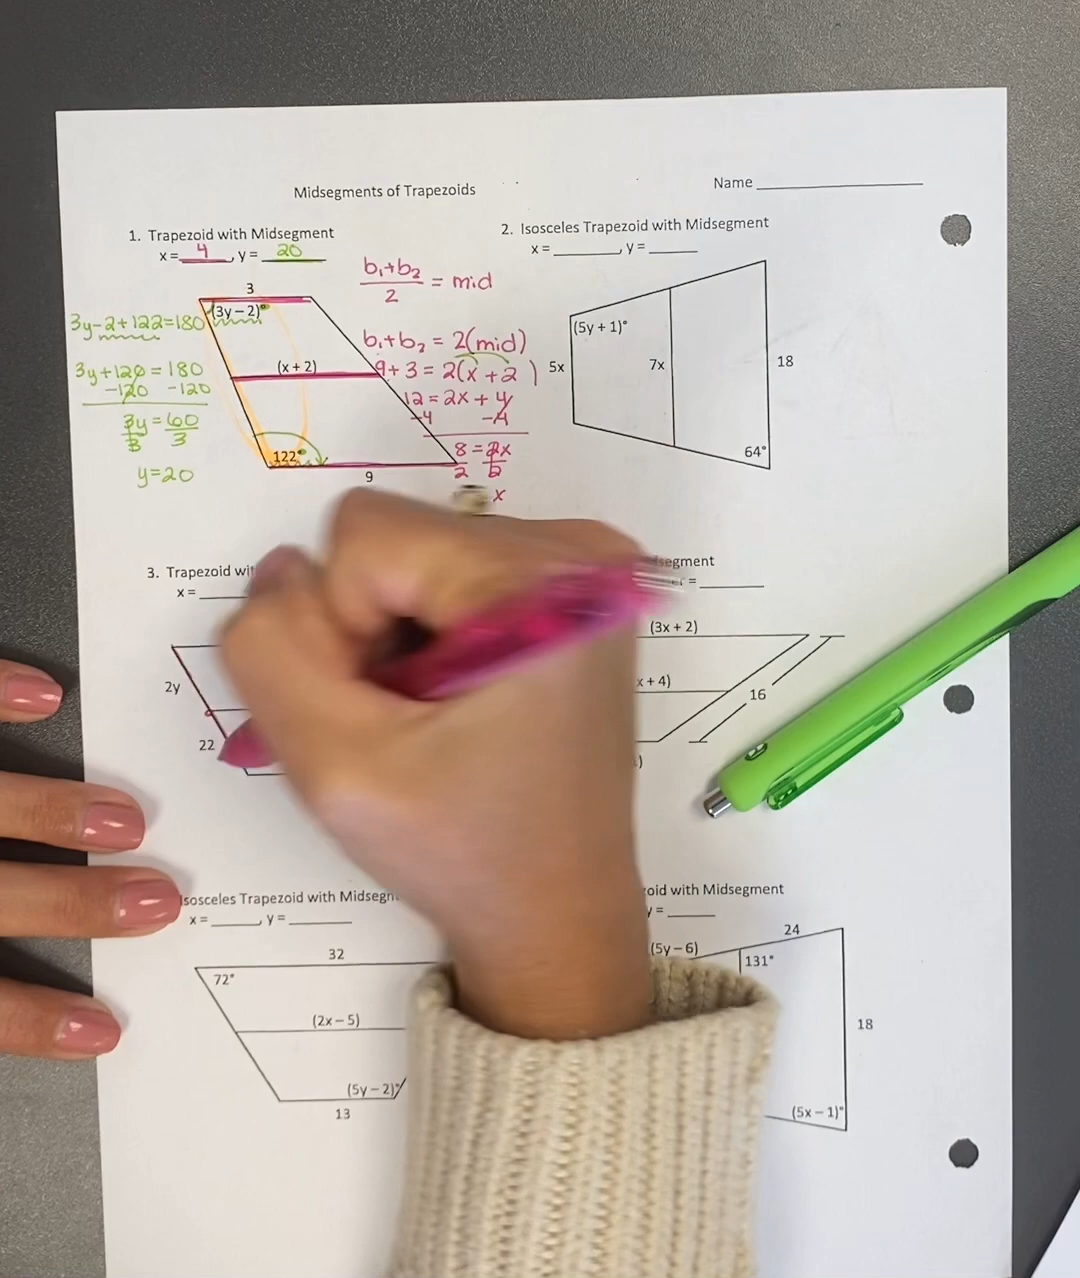 Midsegments of Trapezoids
Name
1. Trapezoid with Midsegment
x = 4, y = 20
3
(3y – 2)°
(x + 2)
122°
9
3y-2+122=180
3y+120=180
-120 -120
3y = 60
3 3
y=20
b₁+b₂ = mid
2
b₁+b₂ = 2(mid)
9+3 = 2(x+2)
12=2x+4
-4 -4
8=2x
2 2
x
2. Isosceles Trapezoid with Midsegment
x = , y =
(5y + 1)°
5x
7x
18
64°
3. Trapezoid
x =
2y
22
segment
=
(3x + 2)
x + 4)
16
)
Isosceles Trapezoid with
x = , y =
32
72°
(2x – 5)
(5y – 2)°
13
with Midsegment
=
(5y – 6)
24
131°
18
(5x – 1)°